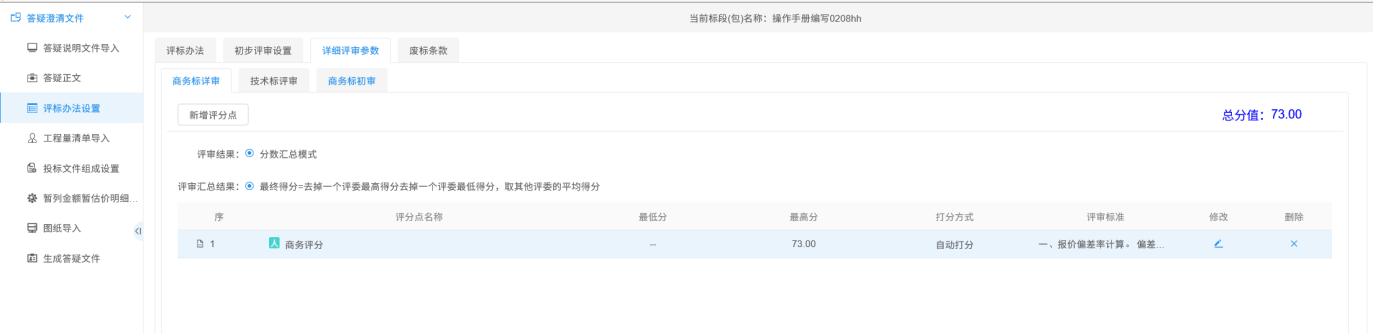 答疑澄清文件
当前标段(包)名称：操作手册编写0208hh
答疑说明文件导入
答疑正文
评标办法设置
工程量清单导入
投标文件组成设置
暂列金额暂估价明细...
图纸导入
生成答疑文件
评标办法 初步评审设置 详细评审参数 废标条款
商务标详审 技术标评审 商务标初审
新增评分点 总分值：73.00
评审结果： 分数汇总模式
评审汇总结果： 最终得分=去掉一个评委最高得分去掉一个评委最低得分，取其他评委的平均得分
序 评分点名称 最低分 最高分 打分方式 评审标准 修改 删除
1 商务评分 -- 73.00 自动打分 一、报价偏差率计算。 偏差...